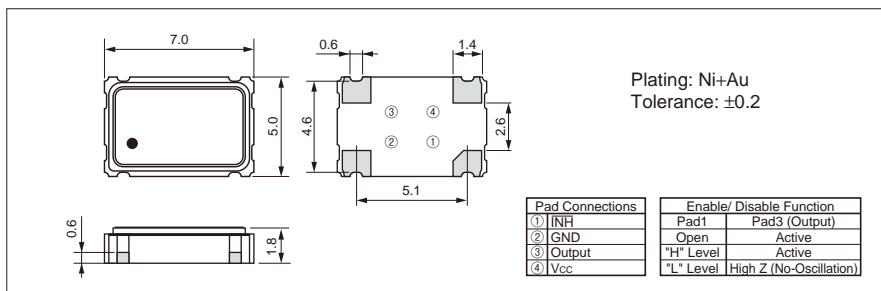 7.0
5.0
0.6
1.8
0.6
1.4
4.6
2.6
③ ④
② ①
5.1
Plating: Ni+Au
Tolerance: ±0.2
Pad Connections
① I̅N̅H̅
② GND
③ Output
④ Vcc
Enable/ Disable Function
Pad1 Pad3 (Output)
Open Active
"H" Level Active
"L" Level High Z (No-Oscillation)